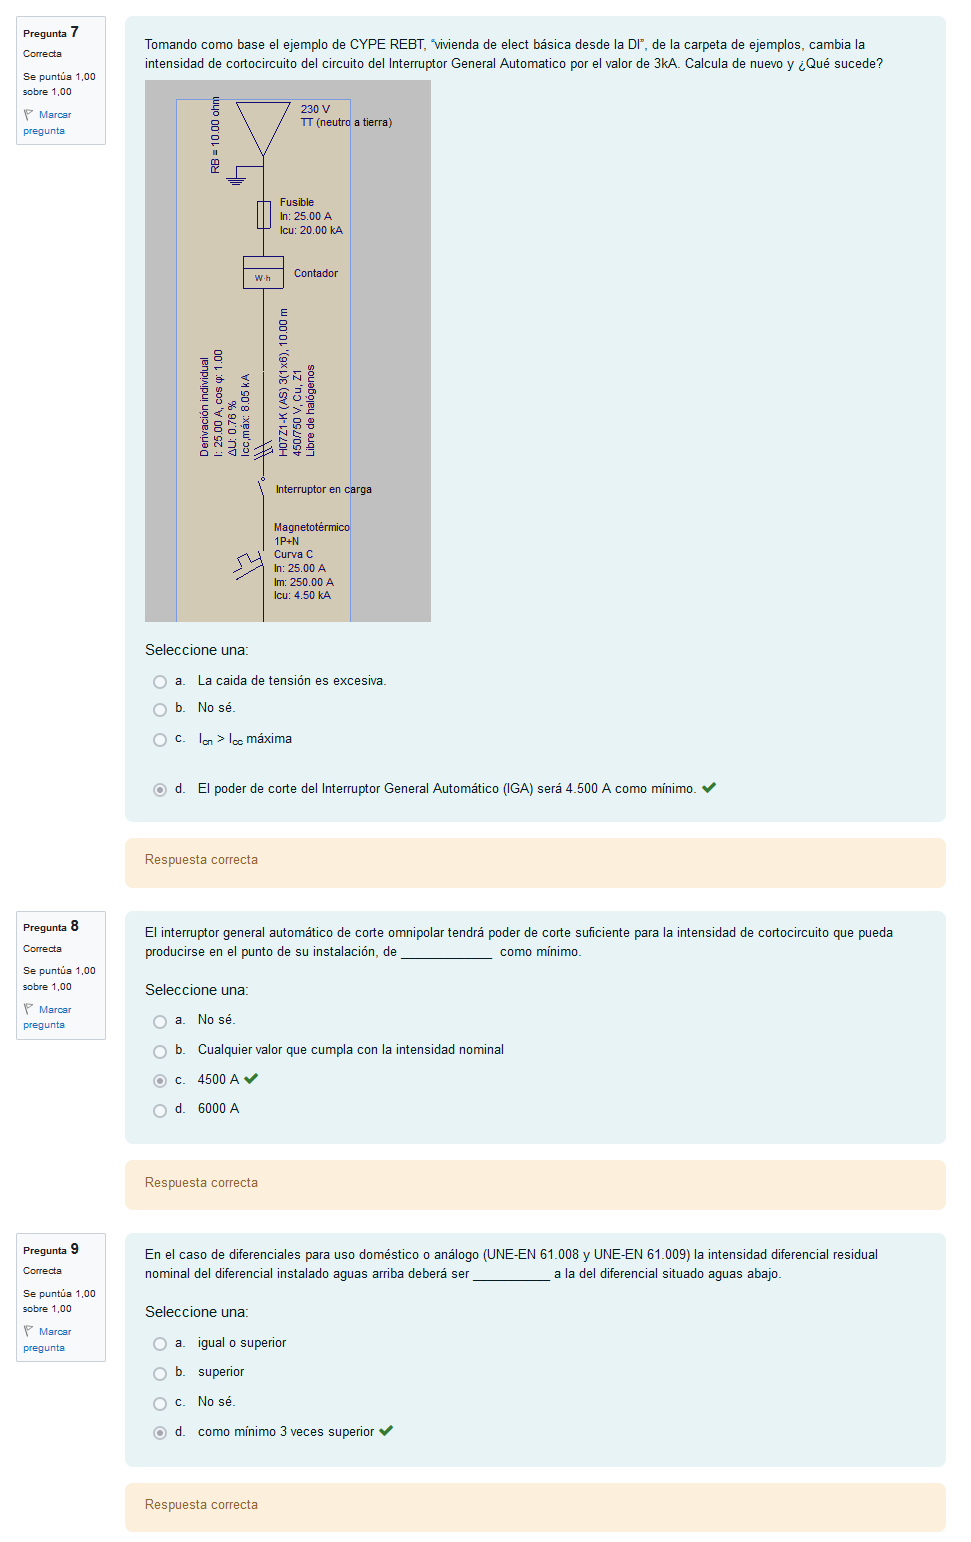 Pregunta 7
Correcta
Se puntúa 1,00
sobre 1,00
Marcar
pregunta
Tomando como base el ejemplo de CYPE REBT, “vivienda de elect básica desde la DI”, de la carpeta de ejemplos, cambia la
intensidad de cortocircuito del circuito del Interruptor General Automatico por el valor de 3kA. Calcula de nuevo y ¿Qué sucede?
RB = 10.00 ohm
230 V
TT (neutro a tierra)
Fusible
In: 25.00 A
Icu: 20.00 kA
W·h
Contador
Derivación individual
I: 25.00 A, cos φ: 1.00
ΔU: 0.76 %
Icc,máx: 8.05 kA
H07Z1-K (AS) 3(1x6), 10.00 m
450/750 V, Cu, Z1
Libre de halógenos
Interruptor en carga
Magnetotérmico
1P+N
Curva C
In: 25.00 A
Im: 250.00 A
Icu: 4.50 kA
Seleccione una:
a. La caida de tensión es excesiva.
b. No sé.
c. Icn > Icc máxima
d. El poder de corte del Interruptor General Automático (IGA) será 4.500 A como mínimo.
Respuesta correcta
Pregunta 8
Correcta
Se puntúa 1,00
sobre 1,00
Marcar
pregunta
El interruptor general automático de corte omnipolar tendrá poder de corte suficiente para la intensidad de cortocircuito que pueda
producirse en el punto de su instalación, de _____________ como mínimo.
Seleccione una:
a. No sé.
b. Cualquier valor que cumpla con la intensidad nominal
c. 4500 A
d. 6000 A
Respuesta correcta
Pregunta 9
Correcta
Se puntúa 1,00
sobre 1,00
Marcar
pregunta
En el caso de diferenciales para uso doméstico o análogo (UNE-EN 61.008 y UNE-EN 61.009) la intensidad diferencial residual
nominal del diferencial instalado aguas arriba deberá ser ___________ a la del diferencial situado aguas abajo.
Seleccione una:
a. igual o superior
b. superior
c. No sé.
d. como mínimo 3 veces superior
Respuesta correcta